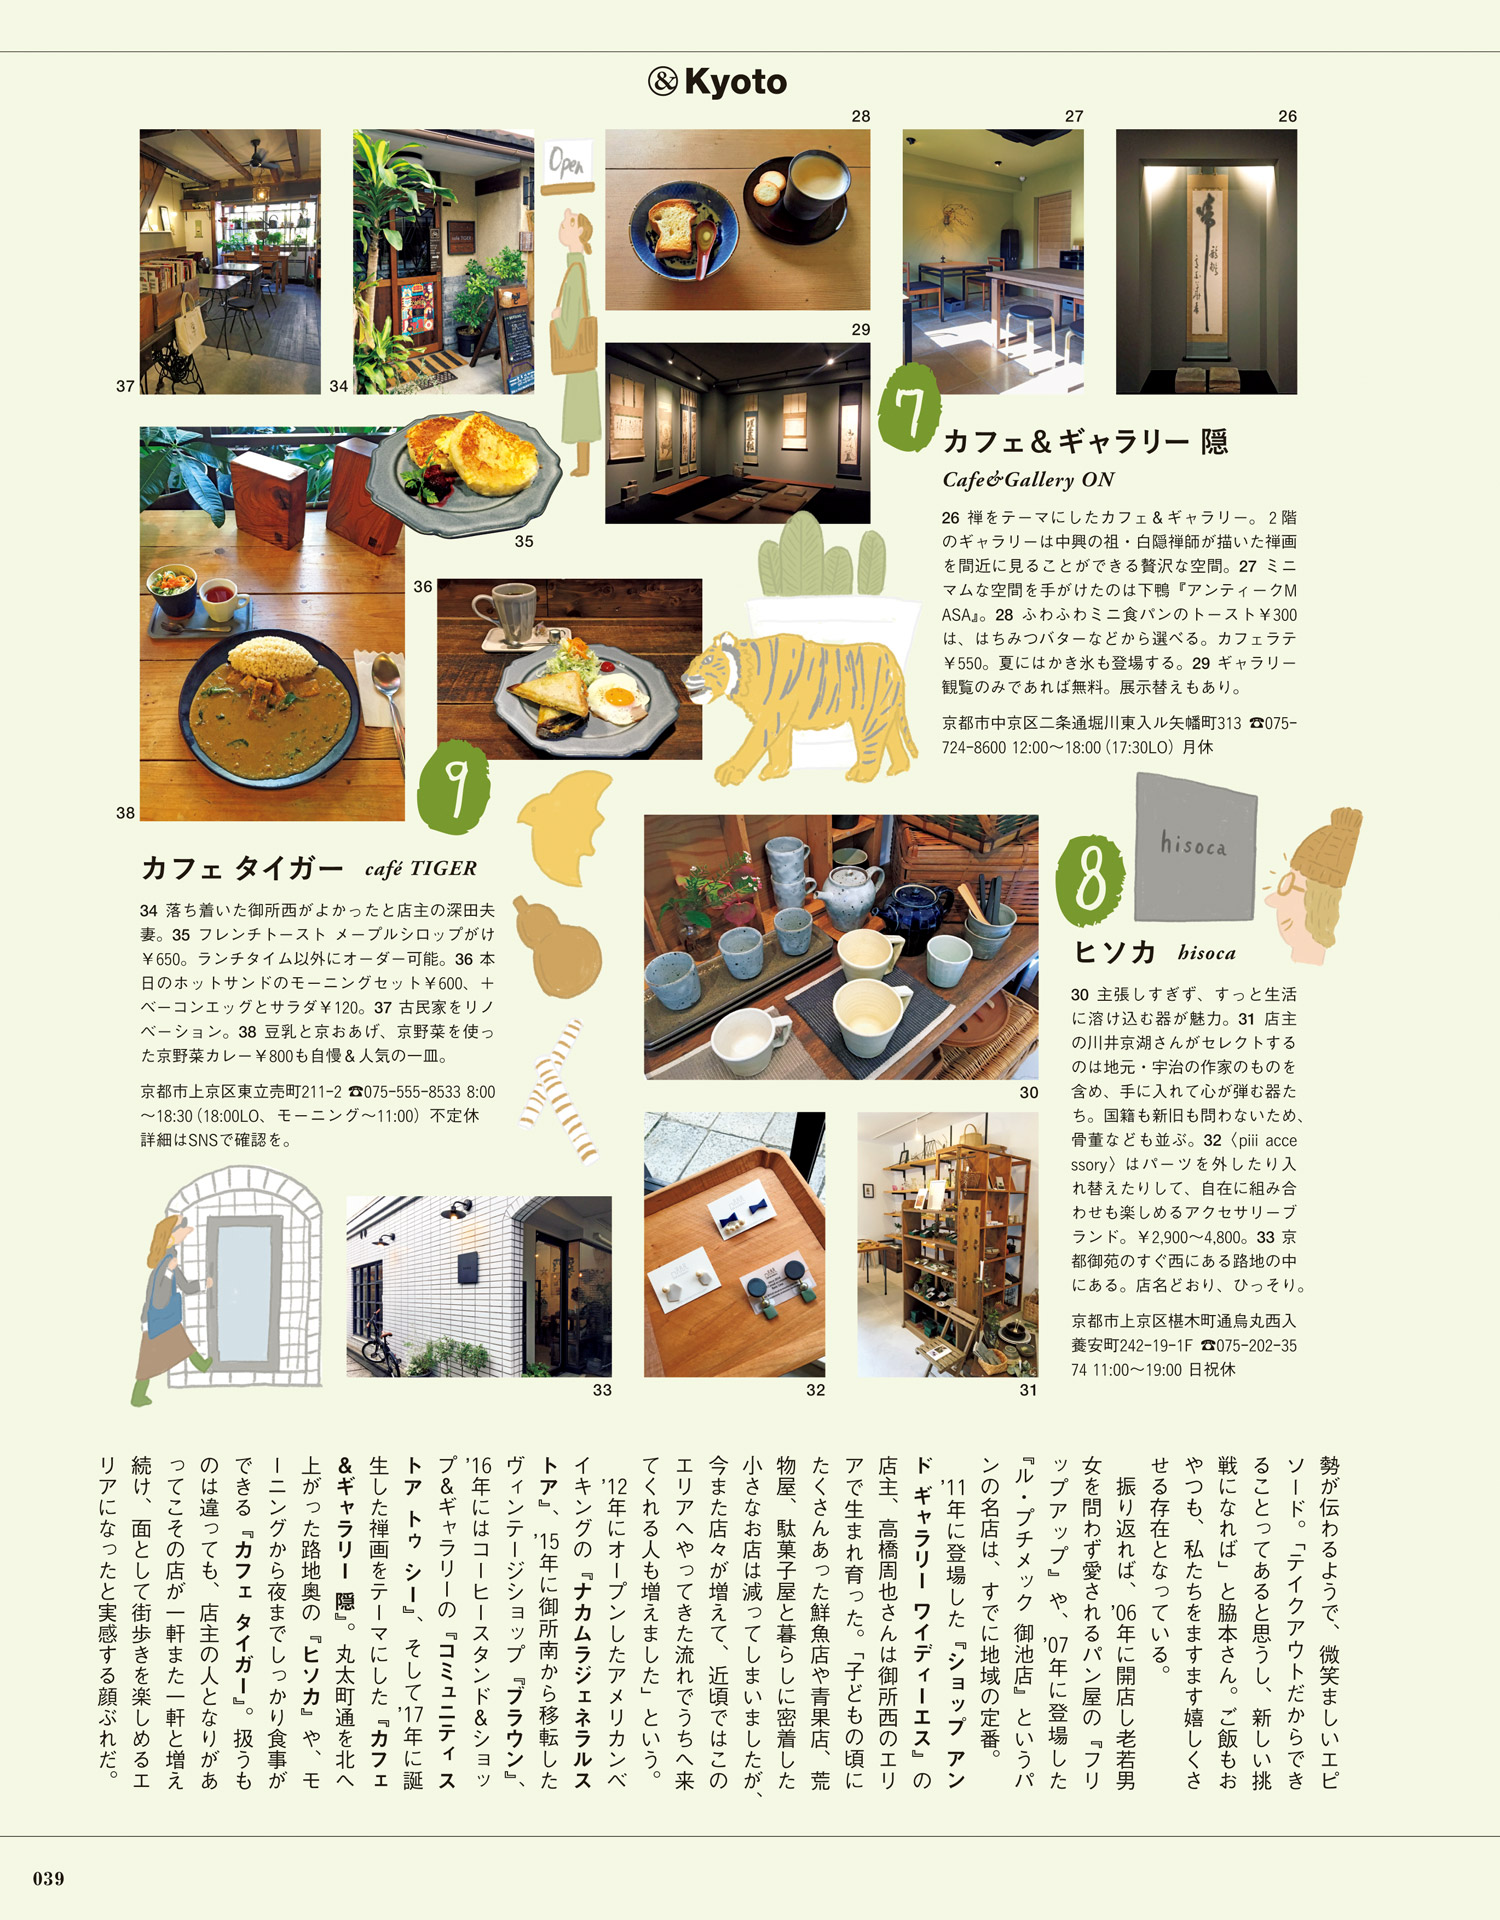 &Kyoto
28
27
26
Open
37
34
29
7
カフェ&ギャラリー 隠
Cafe&Gallery ON
26 禅をテーマにしたカフェ&ギャラリー。2階
のギャラリーは中興の祖・白隠禅師が描いた禅画
を間近に見ることができる贅沢な空間。27 ミニ
マムな空間を手がけたのは下鴨『アンティークM
ASA』。28 ふわふわミニ食パンのトースト¥300
は、はちみつバターなどから選べる。カフェラテ
¥550。夏にはかき氷も登場する。29 ギャラリー
観覧のみであれば無料。展示替えもあり。
京都市中京区二条通堀川東入ル矢幡町313 ☎075-
724-8600 12:00〜18:00(17:30LO)月休
35
36
38
9
カフェ タイガー café TIGER
34 落ち着いた御所西がよかったと店主の深田夫
妻。35 フレンチトースト メープルシロップがけ
¥650。ランチタイム以外にオーダー可能。36 本
日のホットサンドのモーニングセット¥600、+
ベーコンエッグとサラダ¥120。37 古民家をリノ
ベーション。38 豆乳と京おあげ、京野菜を使っ
た京野菜カレー¥800も自慢&人気の一皿。
京都市上京区東立売町211-2 ☎075-555-8533 8:00
〜18:30(18:00LO、モーニング〜11:00)不定休
詳細はSNSで確認を。
hisoca
8
ヒソカ hisoca
30 主張しすぎず、すっと生活
に溶け込む器が魅力。31 店主
の川井京湖さんがセレクトする
のは地元・宇治の作家のものを
含め、手に入れて心が弾む器た
ち。国籍も新旧も問わないため、
骨董なども並ぶ。32〈piii acce
ssory〉はパーツを外したり入
れ替えたりして、自在に組み合
わせも楽しめるアクセサリーブ
ランド。¥2,900〜4,800。33 京
都御苑のすぐ西にある路地の中
にある。店名どおり、ひっそり。
京都市上京区椹木町通烏丸西入
養安町242-19-1F ☎075-202-35
74 11:00〜19:00 日祝休
30
33
32
31
勢が伝わるようで、微笑ましいエピ
ソード。「テイクアウトだからでき
ることってあると思うし、新しい挑
戦になれば」と脇本さん。ご飯もお
やつも、私たちをますます嬉しくさ
せる存在となっている。
振り返れば、'06年に開店し老若男
女を問わず愛されるパン屋の『フリ
ップアップ』や、'07年に登場した
『ル・プチメック 御池店』というパ
ンの名店は、すでに地域の定番。
'11年に登場した『ショップ アン
ド ギャラリー ワイディーエス』の
店主、高橋周也さんは御所西のエリ
アで生まれ育った。「子どもの頃に
たくさんあった鮮魚店や青果店、荒
物屋、駄菓子屋と暮らしに密着した
小さなお店は減ってしまいましたが、
今また店々が増えて、近頃ではこの
エリアへやってきた流れでうちへ来
てくれる人も増えました」という。
'12年にオープンしたアメリカンベ
イキングの『ナカムラジェネラルス
トア』、'15年に御所南から移転した
ヴィンテージショップ『ブラウン』、
'16年にはコーヒースタンド&ショッ
プ&ギャラリーの『コミュニティ ス
トア トゥ シー』、そして'17年に誕
生した禅画をテーマにした『カフェ
&ギャラリー 隠』。丸太町通を北へ
上がった路地奥の『ヒソカ』や、モ
ーニングから夜までしっかり食事が
できる『カフェ タイガー』。扱うも
のは違っても、店主の人となりがあ
ってこその店が一軒また一軒と増え
続け、面として街歩きを楽しめるエ
リアになったと実感する顔ぶれだ。
039